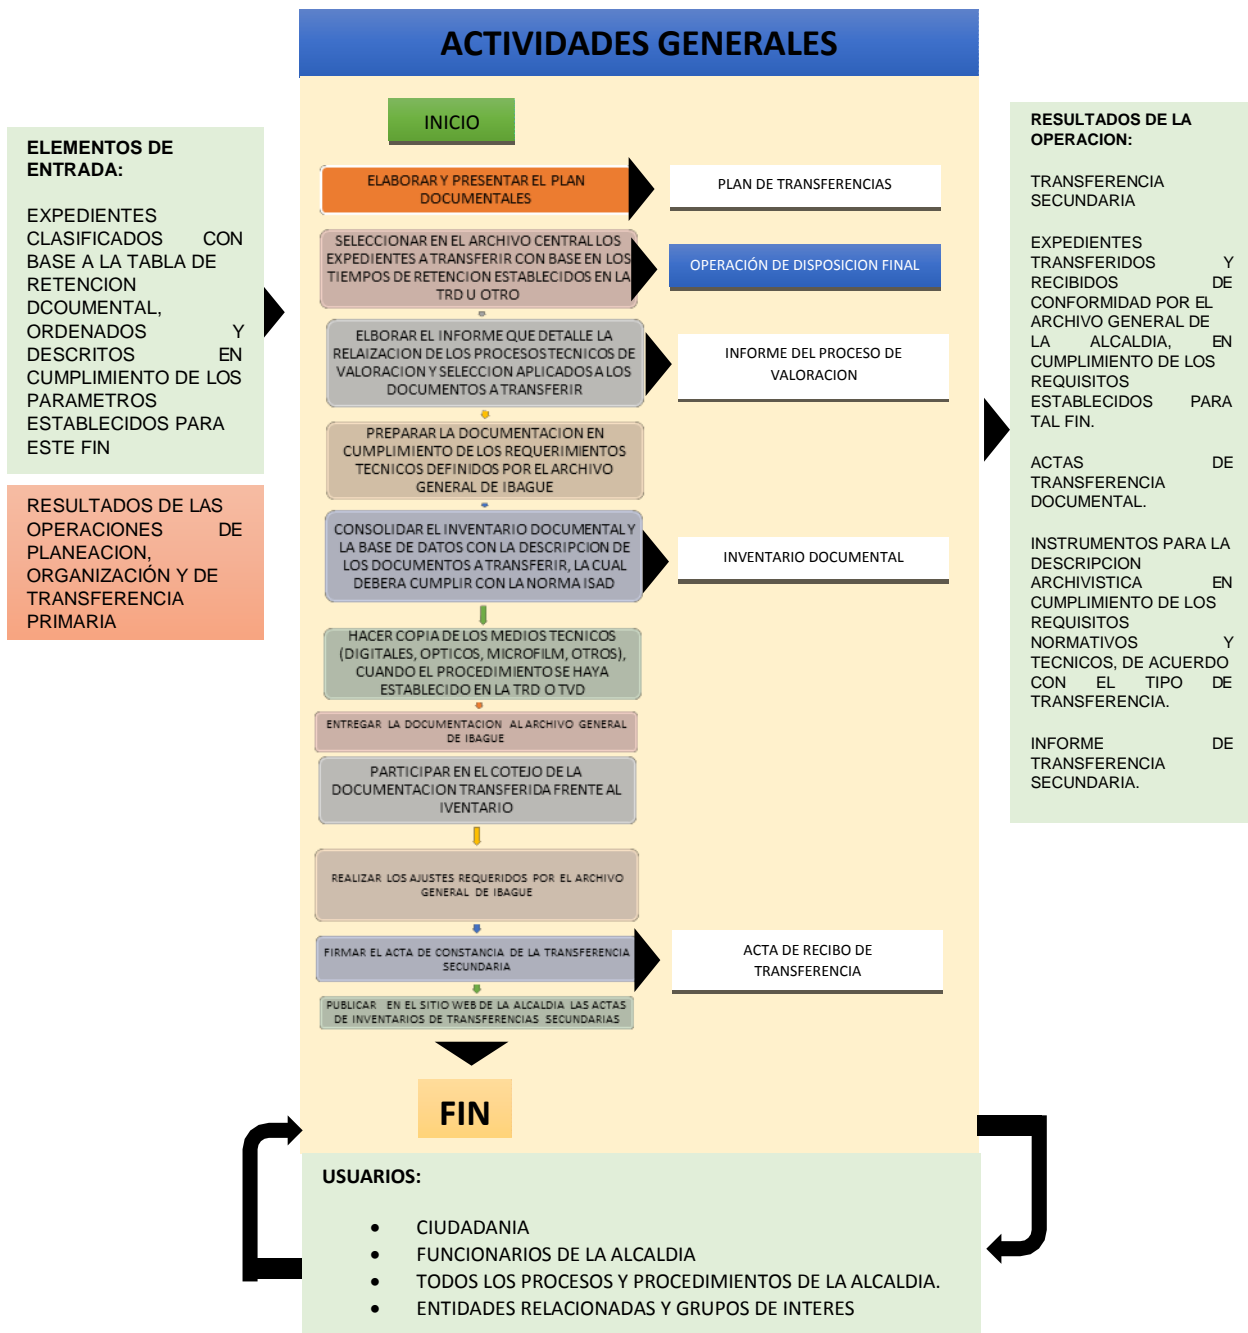 ACTIVIDADES GENERALES
INICIO
ELEMENTOS DE
ENTRADA:
EXPEDIENTES
CLASIFICADOS CON
BASE A LA TABLA DE
RETENCION
DCOUMENTAL,
ORDENADOS Y
DESCRITOS EN
CUMPLIMIENTO DE LOS
PARAMETROS
ESTABLECIDOS PARA
ESTE FIN
RESULTADOS DE LAS
OPERACIONES DE
PLANEACION,
ORGANIZACIÓN Y DE
TRANSFERENCIA
PRIMARIA
ELABORAR Y PRESENTAR EL PLAN
DOCUMENTALES
PLAN DE TRANSFERENCIAS
SELECCIONAR EN EL ARCHIVO CENTRAL LOS
EXPEDIENTES A TRANSFERIR CON BASE EN LOS
TIEMPOS DE RETENCION ESTABLECIDOS EN LA
TRD U OTRO
OPERACIÓN DE DISPOSICION FINAL
ELBORAR EL INFORME QUE DETALLE LA
RELAIZACION DE LOS PROCESOS TECNICOS DE
VALORACION Y SELECCION APLICADOS A LOS
DOCUMENTOS A TRANSFERIR
INFORME DEL PROCESO DE
VALORACION
PREPARAR LA DOCUMENTACION EN
CUMPLIMIENTO DE LOS REQUERIMIENTOS
TECNICOS DEFINIDOS POR EL ARCHIVO
GENERAL DE IBAGUE
CONSOLIDAR EL INVENTARIO DOCUMENTAL Y
LA BASE DE DATOS CON LA DESCRIPCION DE
LOS DOCUMENTOS A TRANSFERIR, LA CUAL
DEBERA CUMPLIR CON LA NORMA ISAD
INVENTARIO DOCUMENTAL
HACER COPIA DE LOS MEDIOS TECNICOS
(DIGITALES, OPTICOS, MICROFILM, OTROS),
CUANDO EL PROCEDIMIENTO SE HAYA
ESTABLECIDO EN LA TRD O TVD
ENTREGAR LA DOCUMENTACION AL ARCHIVO GENERAL
DE IBAGUE
PARTICIPAR EN EL COTEJO DE LA
DOCUMENTACION TRANSFERIDA FRENTE AL
IVENTARIO
REALIZAR LOS AJUSTES REQUERIDOS POR EL ARCHIVO
GENERAL DE IBAGUE
FIRMAR EL ACTA DE CONSTANCIA DE LA TRANSFERENCIA
SECUNDARIA
ACTA DE RECIBO DE
TRANSFERENCIA
PUBLICAR EN EL SITIO WEB DE LA ALCALDIA LAS ACTAS
DE INVENTARIOS DE TRANSFERENCIAS SECUNDARIAS
FIN
RESULTADOS DE LA
OPERACION:
TRANSFERENCIA
SECUNDARIA
EXPEDIENTES
TRANSFERIDOS Y
RECIBIDOS DE
CONFORMIDAD POR EL
ARCHIVO GENERAL DE
LA ALCALDIA, EN
CUMPLIMIENTO DE LOS
REQUISITOS
ESTABLECIDOS PARA
TAL FIN.
ACTAS DE
TRANSFERENCIA
DOCUMENTAL.
INSTRUMENTOS PARA LA
DESCRIPCION
ARCHIVISTICA EN
CUMPLIMIENTO DE LOS
REQUISITOS
NORMATIVOS Y
TECNICOS, DE ACUERDO
CON EL TIPO DE
TRANSFERENCIA.
INFORME DE
TRANSFERENCIA
SECUNDARIA.
USUARIOS:
• CIUDADANIA
• FUNCIONARIOS DE LA ALCALDIA
• TODOS LOS PROCESOS Y PROCEDIMIENTOS DE LA ALCALDIA.
• ENTIDADES RELACIONADAS Y GRUPOS DE INTERES